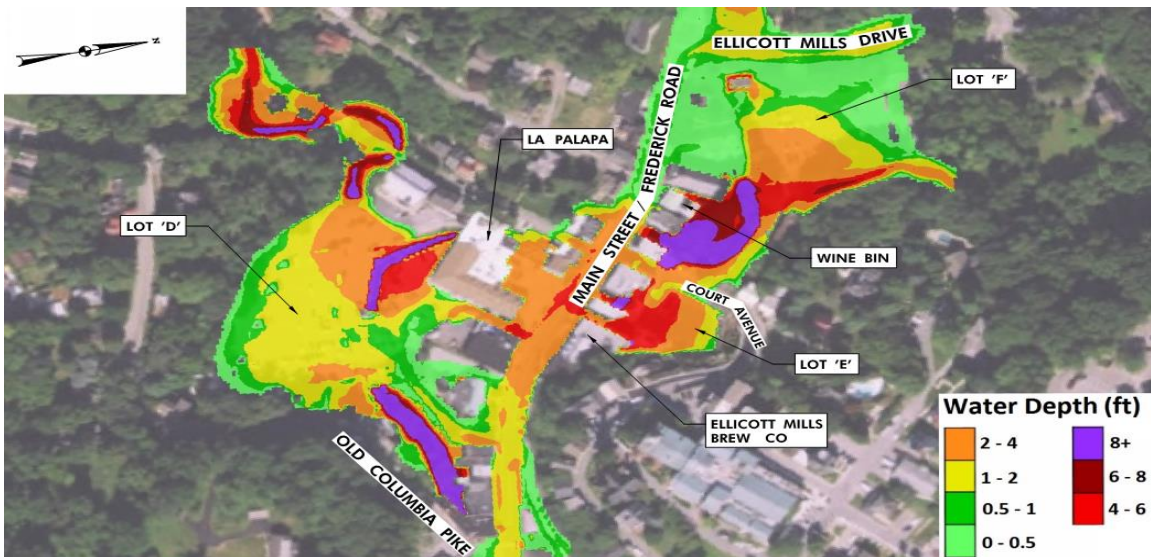 N
ELLICOTT MILLS DRIVE
LOT 'F'
MAIN STREET / FREDERICK ROAD
LA PALAPA
LOT 'D'
WINE BIN
COURT AVENUE
LOT 'E'
ELLICOTT MILLS
BREW CO
OLD COLUMBIA PIKE
Water Depth (ft)
2 - 4
8+
1 - 2
6 - 8
0.5 - 1
4 - 6
0 - 0.5